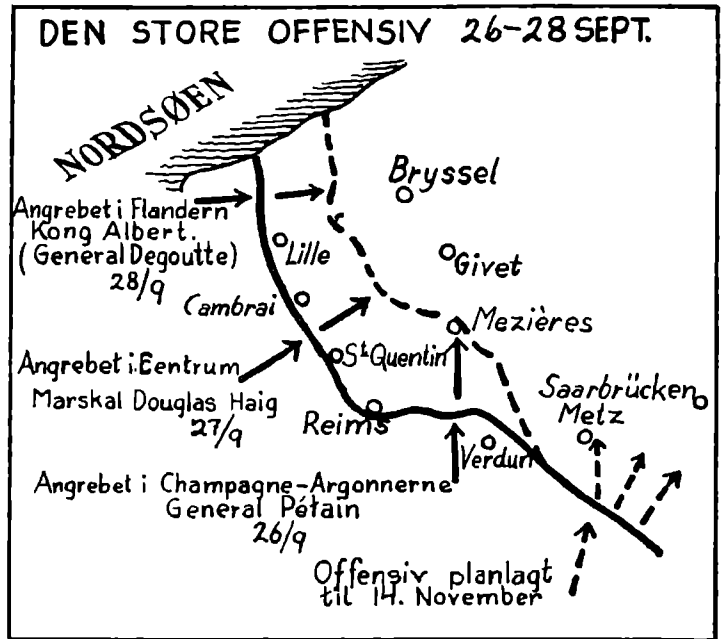 DEN STORE OFFENSIV 26-28 SEPT.
NORDSØEN
Bryssel
Angrebet i Flandern
Kong Albert.
(General Degoutte)
28/9
Lille
Givet
Cambrai
Mezières
Angrebet i Eentrum
St Quentin
Marskal Douglas Haig
27/9
Reims
Saarbrücken
Metz
Verdun
Angrebet i Champagne-Argonnerne
General Pétain
26/9
Offensiv planlagt
til 14. November